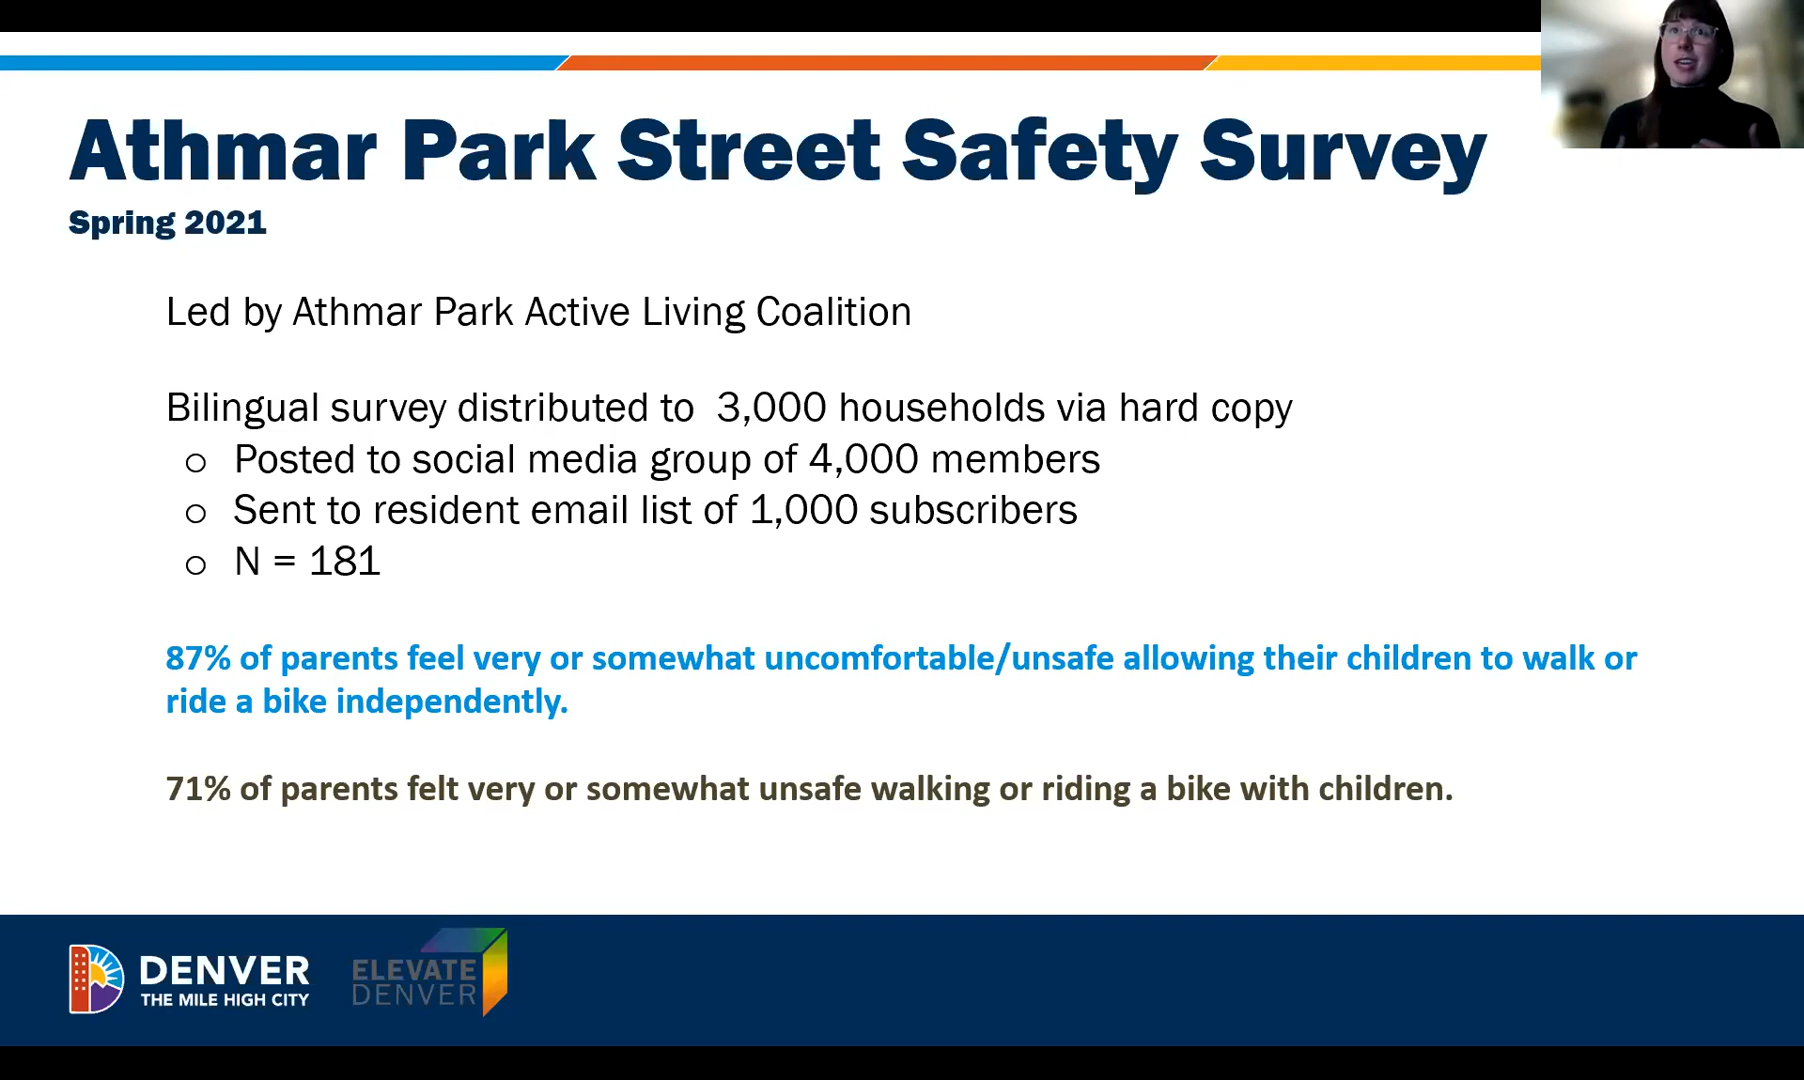 Athmar Park Street Safety Survey
Spring 2021
Led by Athmar Park Active Living Coalition
Bilingual survey distributed to 3,000 households via hard copy
o Posted to social media group of 4,000 members
o Sent to resident email list of 1,000 subscribers
o N = 181
87% of parents feel very or somewhat uncomfortable/unsafe allowing their children to walk or
ride a bike independently.
71% of parents felt very or somewhat unsafe walking or riding a bike with children.
DENVER
THE MILE HIGH CITY
ELEVATE
DENVER